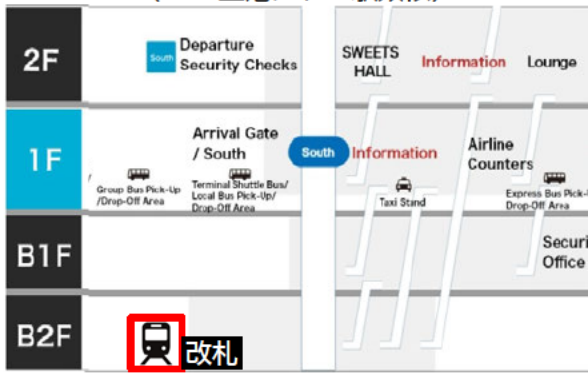 2F
South
Departure
Security Checks
SWEETS
HALL
Information
Lounge
1F
Arrival Gate
/ South
South
Information
Airline
Counters
Group Bus Pick-Up
/Drop-Off Area
Terminal Shuttle Bus/
Local Bus Pick-Up/
Drop-Off Area
Taxi Stand
Express Bus Pick-U
Drop-Off Area
B1F
Securi
Office
B2F
改札